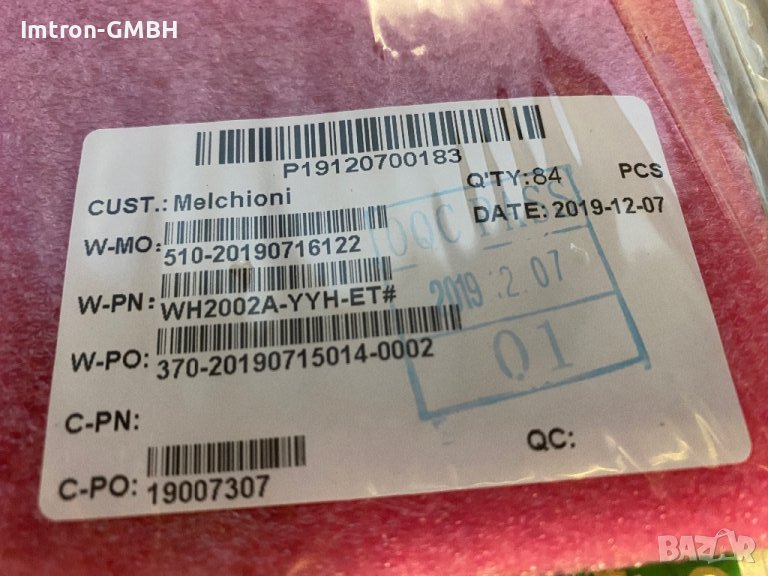 Imtron-GMBH
P19120700183
CUST.: Melchioni
Q'TY:84 PCS
DATE: 2019-12-07
W-MO: 510-20190716122
W-PN: WH2002A-YYH-ET#
W-PO: 370-20190715014-0002
C-PN:
QC:
C-PO: 19007307
OQC PASS
2019.12.07
01
BAZAR